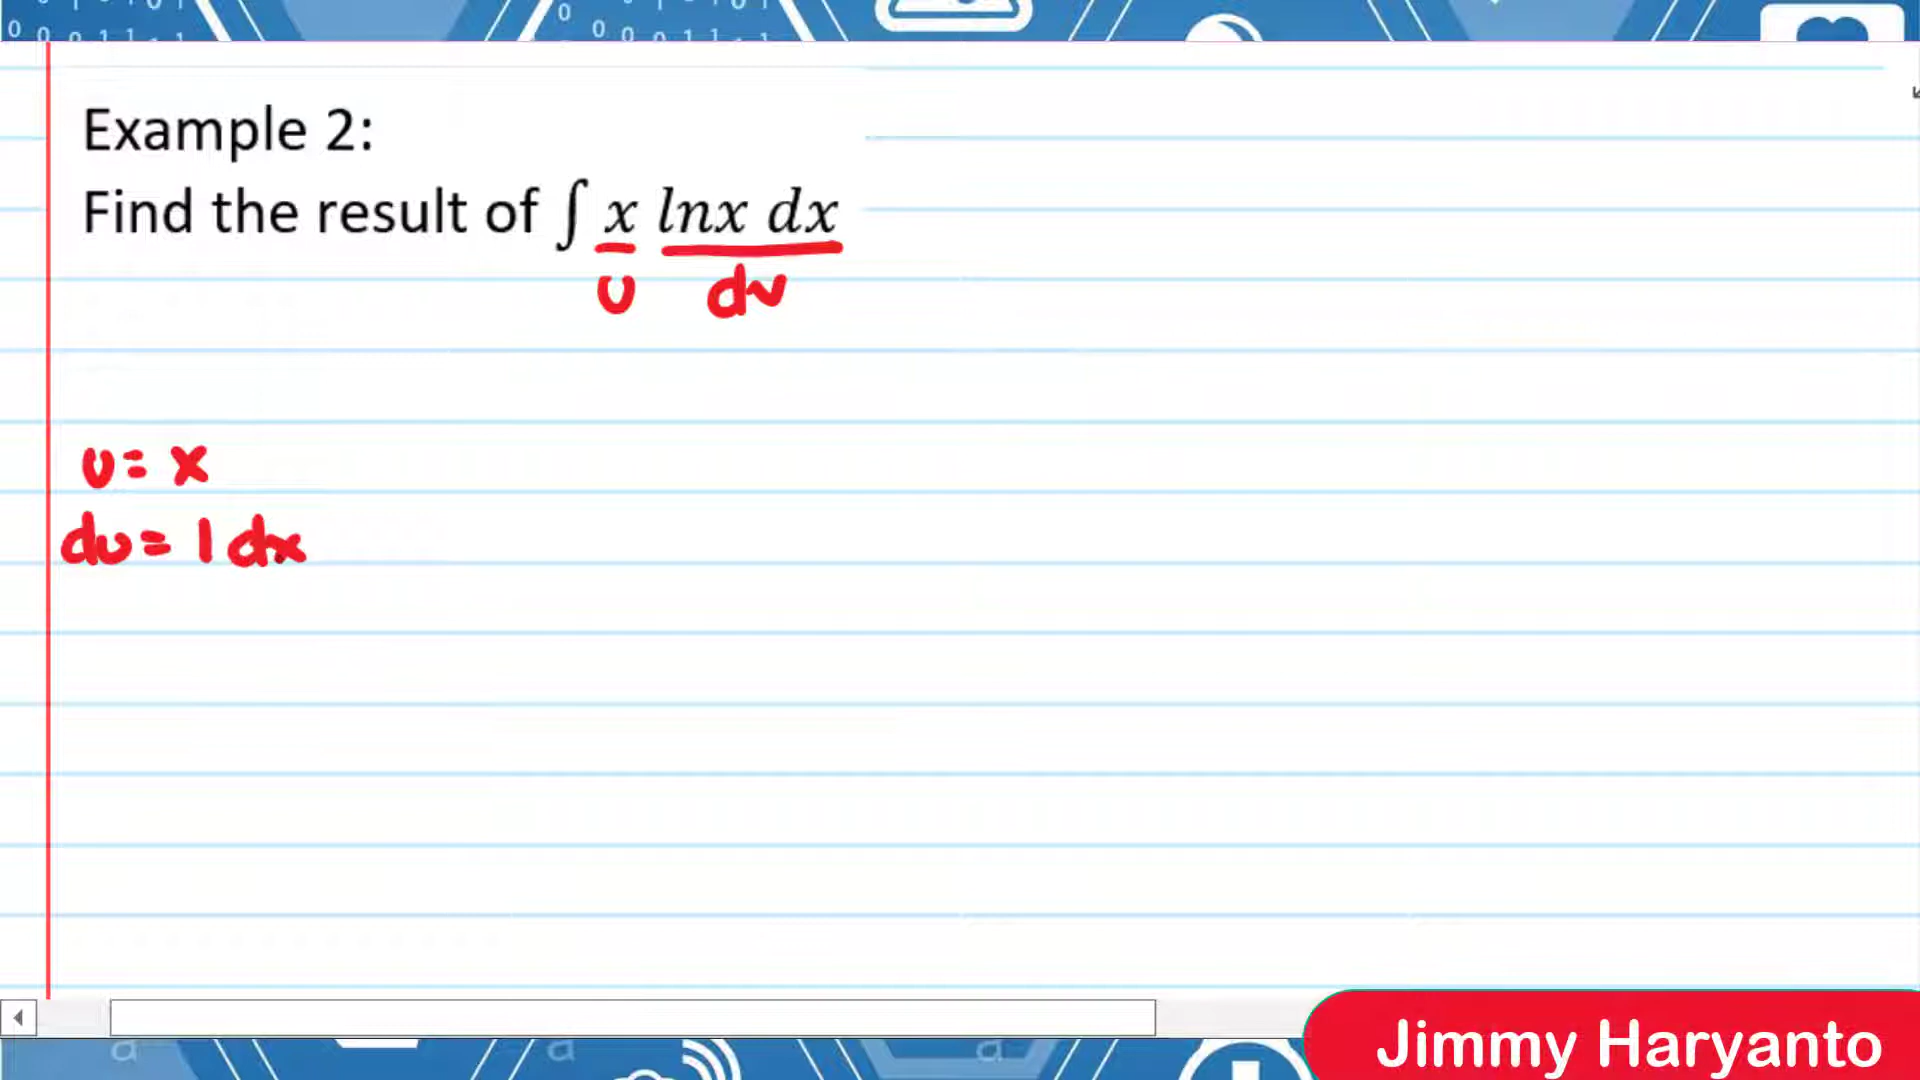 Example 2:
Find the result of ∫ x lnx dx
u dv
u = x
du = 1 dx
Jimmy Haryanto